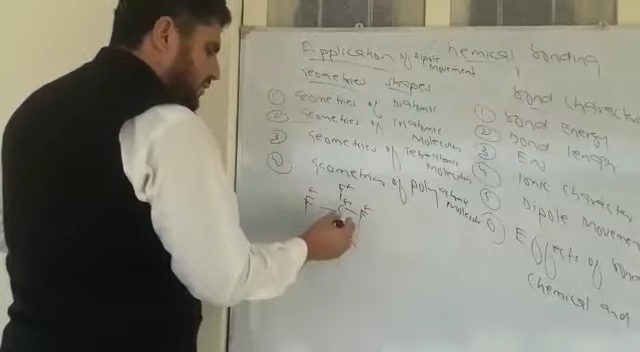 Application of dipole movement
Geometries shapes
① Geometries of Diatomic
② Geometries of Triatomic Molecules
③ Geometries of Tetratomic Molecules
④ Geometries of polyatomic Molecules
F F
Chemical bonding
bond character
① bond energy
② bond length
③ EN
④ Ionic character
⑤ Dipole movement
⑥ Effects of bond
chemical and